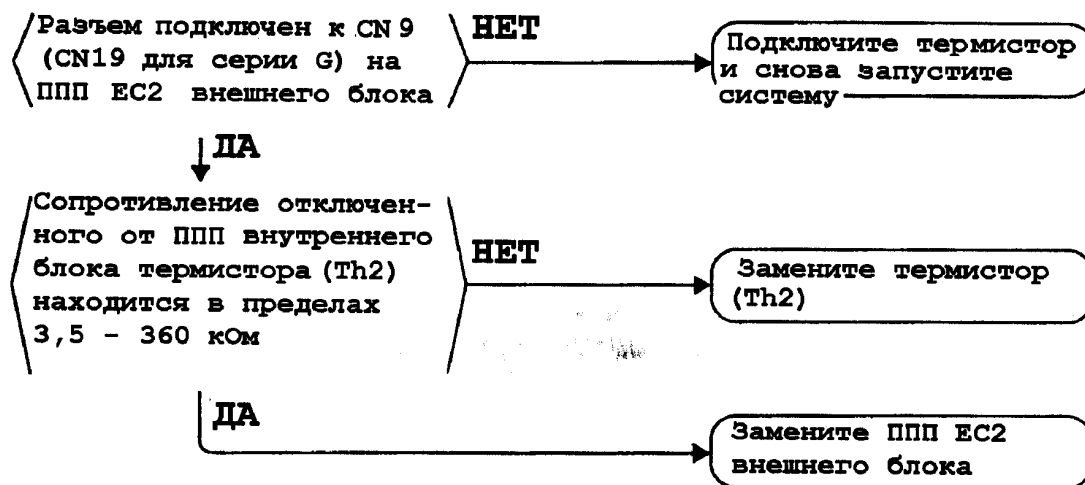 Разъем подключен к CN 9
(CN19 для серии G) на
ППП EC2 внешнего блока
НЕТ
Подключите термистор
и снова запустите
систему
ДА
Сопротивление отключен-
ного от ППП внутреннего
блока термистора (Th2)
находится в пределах
3,5 - 360 кОм
НЕТ
Замените термистор
(Th2)
ДА
Замените ППП EC2
внешнего блока